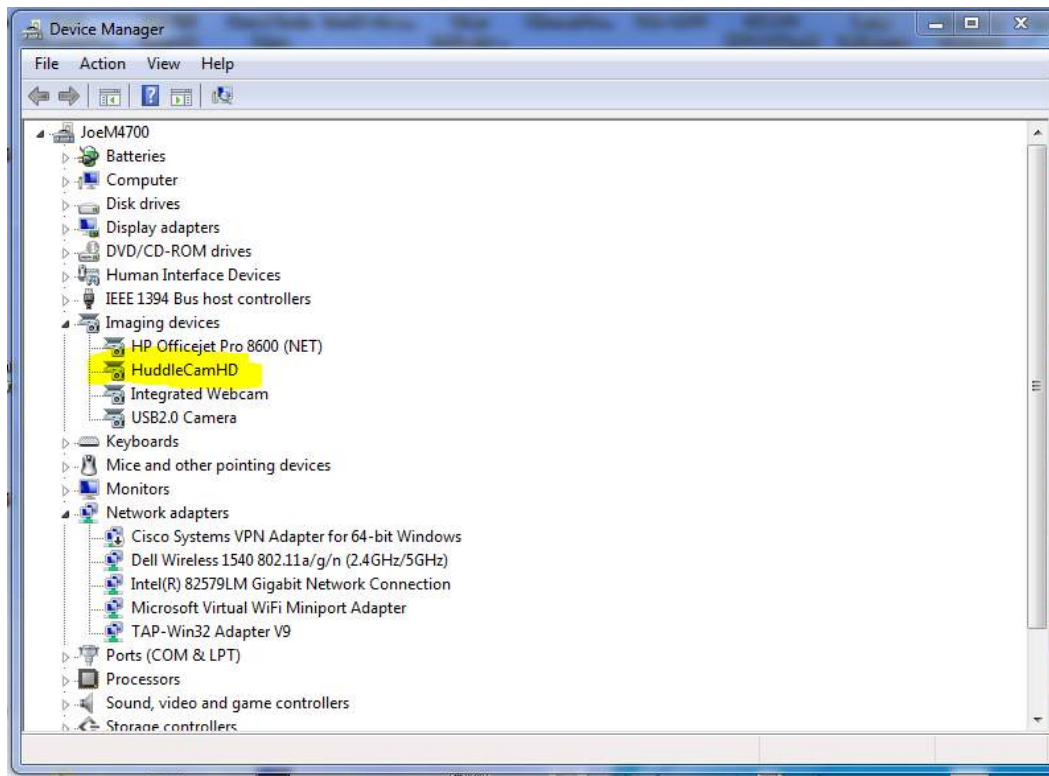 Device Manager
File Action View Help
JoeM4700
Batteries
Computer
Disk drives
Display adapters
DVD/CD-ROM drives
Human Interface Devices
IEEE 1394 Bus host controllers
Imaging devices
HP Officejet Pro 8600 (NET)
HuddleCamHD
Integrated Webcam
USB2.0 Camera
Keyboards
Mice and other pointing devices
Monitors
Network adapters
Cisco Systems VPN Adapter for 64-bit Windows
Dell Wireless 1540 802.11a/g/n (2.4GHz/5GHz)
Intel(R) 82579LM Gigabit Network Connection
Microsoft Virtual WiFi Miniport Adapter
TAP-Win32 Adapter V9
Ports (COM & LPT)
Processors
Sound, video and game controllers
Storage controllers